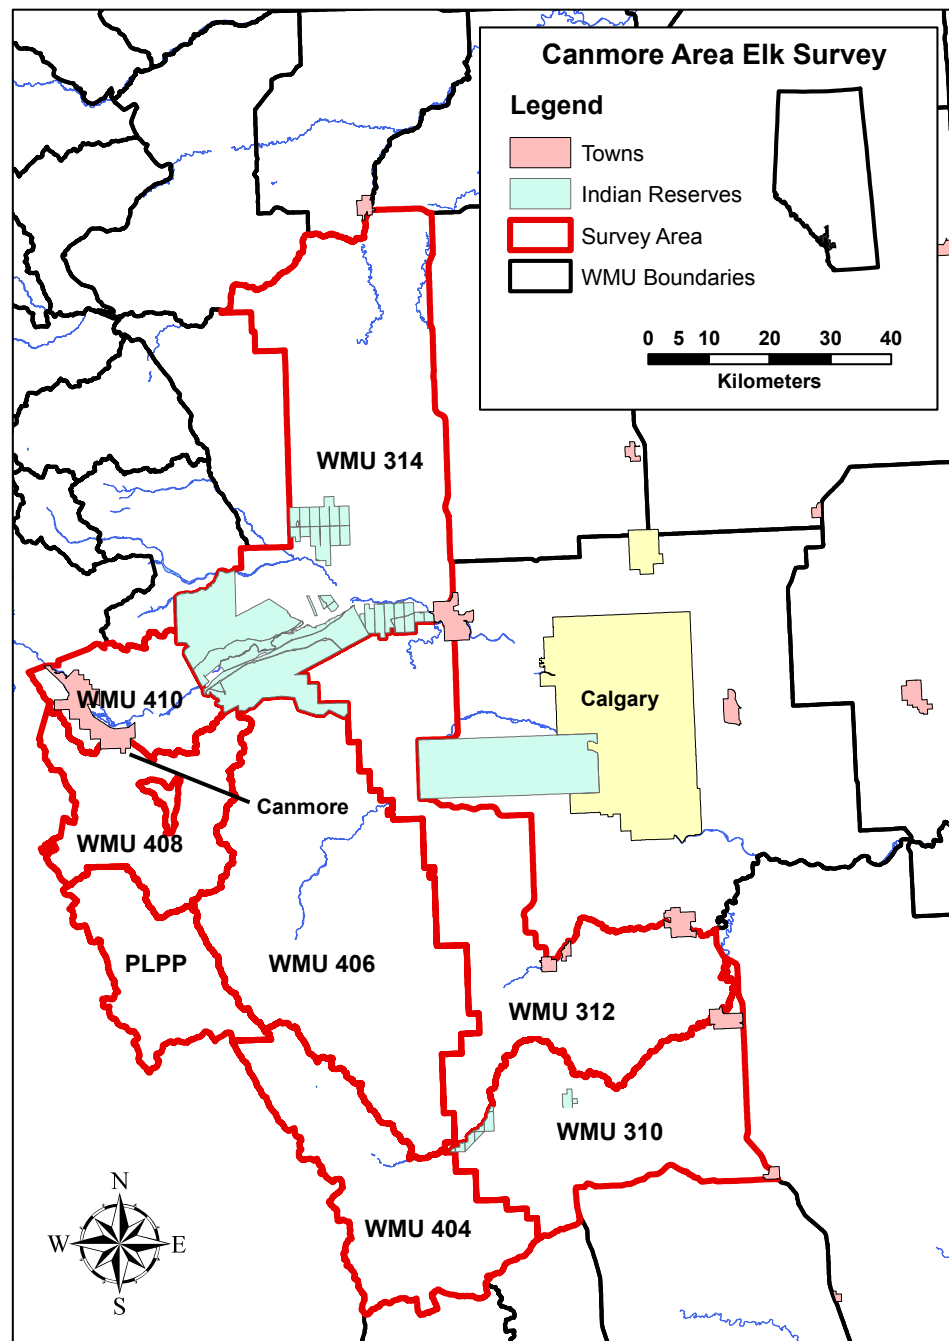 Canmore Area Elk Survey
Legend
Towns
Indian Reserves
Survey Area
WMU Boundaries
0 5 10 20 30 40
Kilometers
WMU 314
WMU 410
Calgary
Canmore
WMU 408
PLPP
WMU 406
WMU 312
WMU 310
WMU 404
N
W E
S